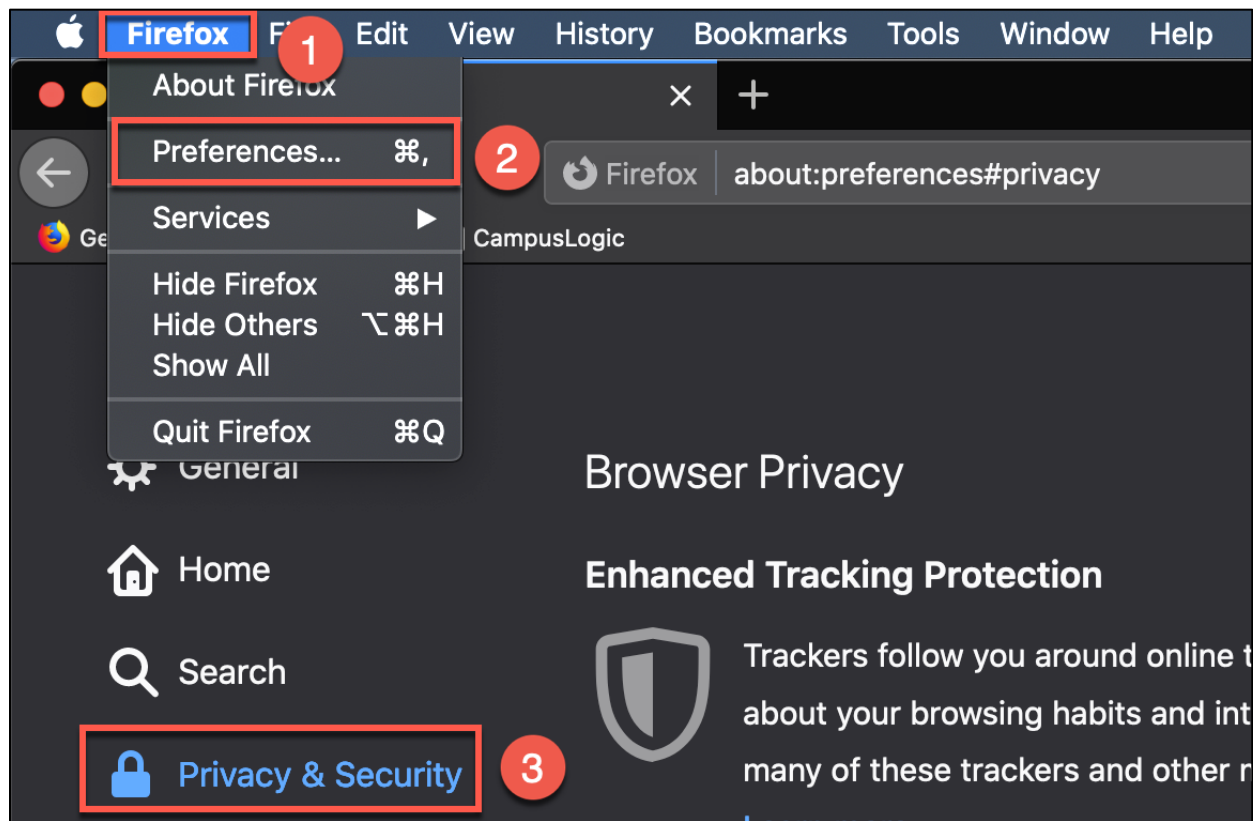 Firefox Edit View History Bookmarks Tools Window Help
1
About Firefox
Preferences... ⌘,
2
Firefox about:preferences#privacy
Services ▶
CampusLogic
Hide Firefox ⌘H
Hide Others ⌥⌘H
Show All
Quit Firefox ⌘Q
General
Browser Privacy
Home
Enhanced Tracking Protection
Search
Trackers follow you around online
about your browsing habits and
many of these trackers and other
Privacy & Security
3